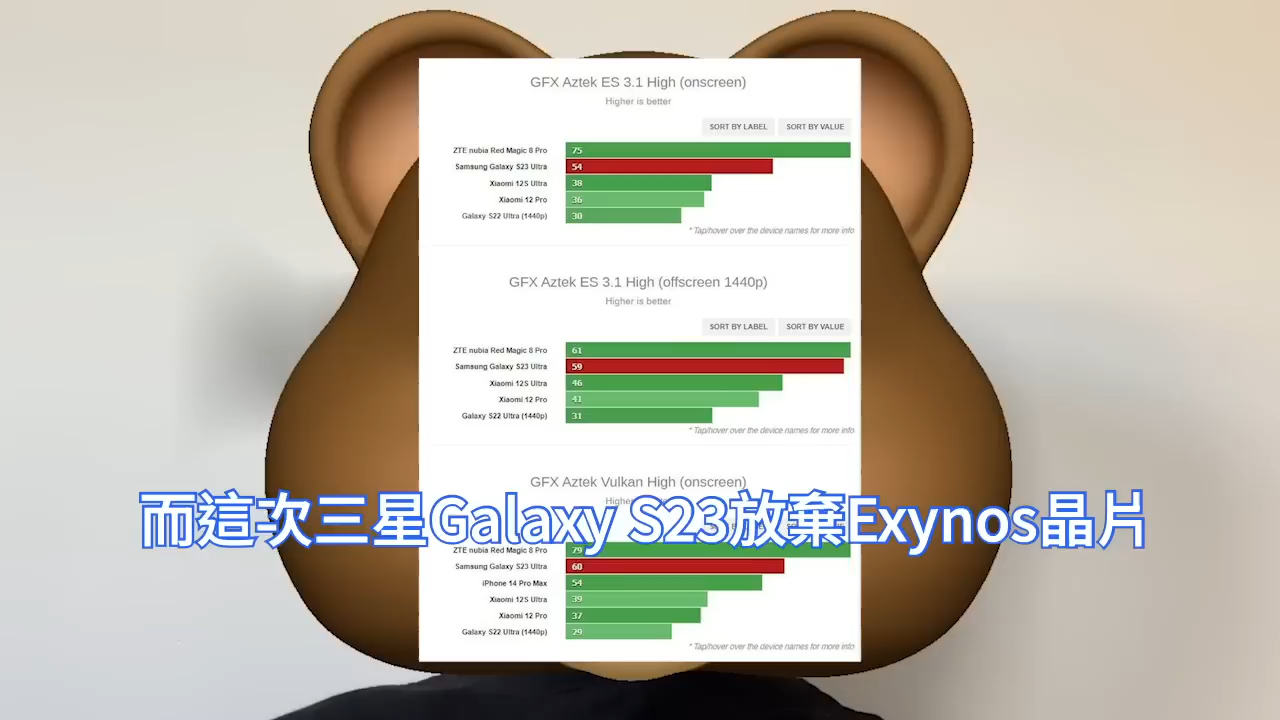 GFX Aztek ES 3.1 High (onscreen)
Higher is better
SORT BY LABEL SORT BY VALUE
ZTE nubia Red Magic 8 Pro 75
Samsung Galaxy S23 Ultra 54
Xiaomi 12S Ultra 38
Xiaomi 12 Pro 36
Galaxy S22 Ultra (1440p) 30
* Tap/hover over the device names for more info
GFX Aztek ES 3.1 High (offscreen 1440p)
Higher is better
SORT BY LABEL SORT BY VALUE
ZTE nubia Red Magic 8 Pro 61
Samsung Galaxy S23 Ultra 59
Xiaomi 12S Ultra 46
Xiaomi 12 Pro 41
Galaxy S22 Ultra (1440p) 31
* Tap/hover over the device names for more info
GFX Aztek Vulkan High (onscreen)
而這次三星Galaxy S23放棄Exynos晶片
ZTE nubia Red Magic 8 Pro 79
Samsung Galaxy S23 Ultra 60
iPhone 14 Pro Max 54
Xiaomi 12S Ultra 39
Xiaomi 12 Pro 37
Galaxy S22 Ultra (1440p) 29
* Tap/hover over the device names for more info